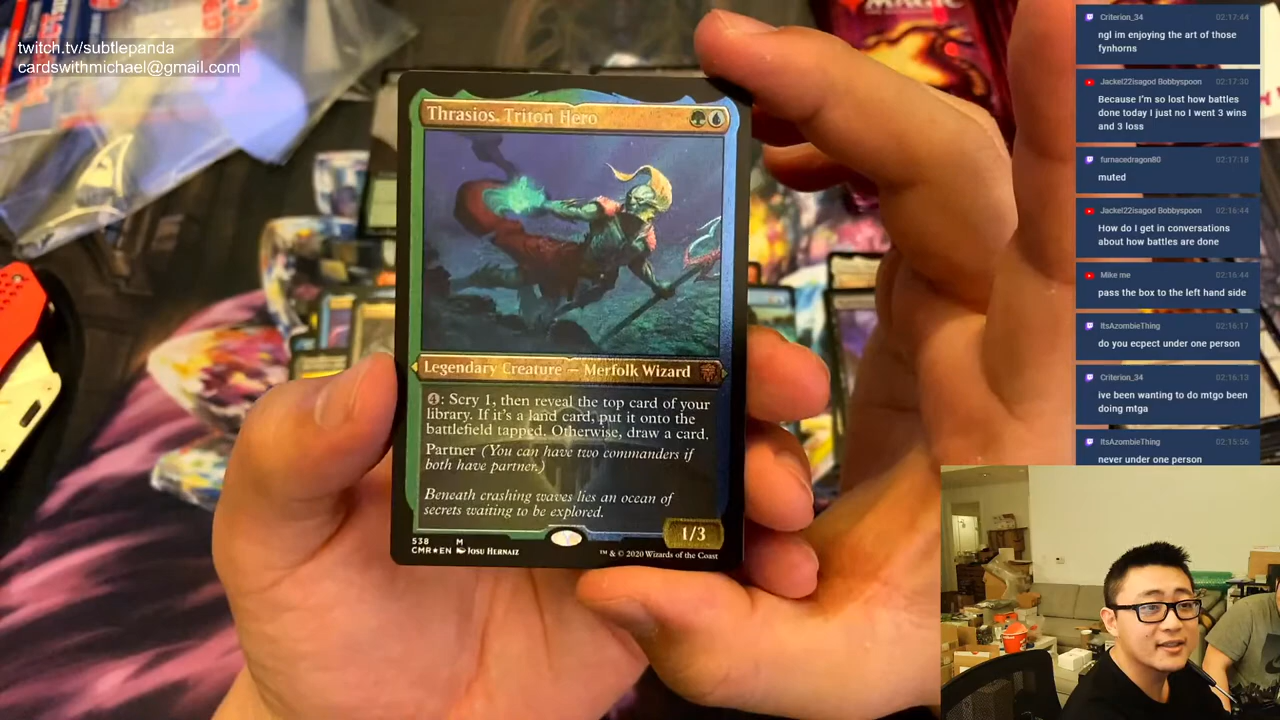 twitch.tv/subtlepanda
cardswithmichael@gmail.com
MAGIC
Thrasios, Triton Hero
Legendary Creature — Merfolk Wizard
4: Scry 1, then reveal the top card of your
library. If it's a land card, put it onto the
battlefield tapped. Otherwise, draw a card.
Partner (You can have two commanders if
both have partner.)
Beneath crashing waves lies an ocean of
secrets waiting to be explored.
1/3
538 M
CMR★EN Josu Hernaiz
™ & © 2020 Wizards of the Coast
Criterion_34 02:17:44
ngl im enjoying the art of those
fynhorns
Jackel22isagod Bobbyspoon 02:17:30
Because I'm so lost how battles
done today I just no I went 3 wins
and 3 loss
furnacedragon80 02:17:18
muted
Jackel22isagod Bobbyspoon 02:16:44
How do I get in conversations
about how battles are done
Mike me 02:16:44
pass the box to the left hand side
ItsAzombieThing 02:16:17
do you ecpect under one person
Criterion_34 02:16:13
ive been wanting to do mtgo been
doing mtga
ItsAzombieThing 02:15:56
never under one person